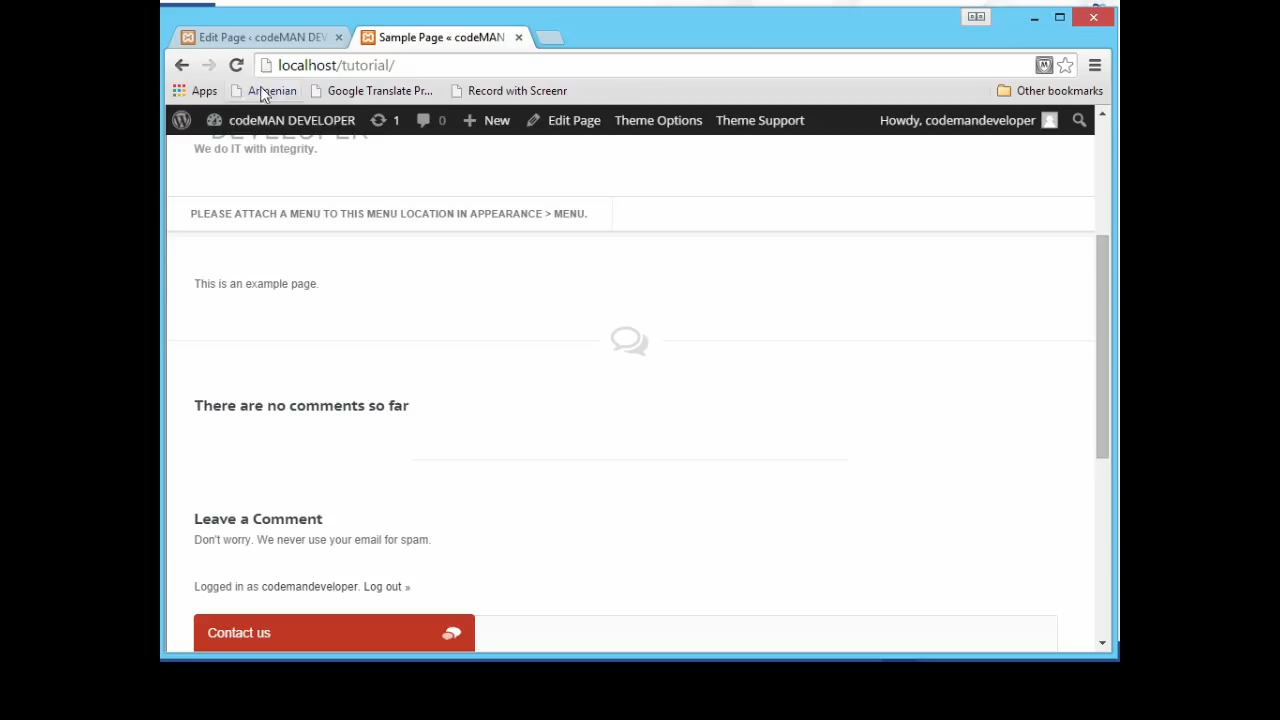 Edit Page ‹ codeMAN DEV
Sample Page « codeMAN
localhost/tutorial/
Apps Armenian Google Translate Pr... Record with Screenr Other bookmarks
codeMAN DEVELOPER 1 0 New Edit Page Theme Options Theme Support Howdy, codemandeveloper
DEVELOPER
We do IT with integrity.
PLEASE ATTACH A MENU TO THIS MENU LOCATION IN APPEARANCE > MENU.
This is an example page.
There are no comments so far
Leave a Comment
Don't worry. We never use your email for spam.
Logged in as codemandeveloper. Log out »
Contact us